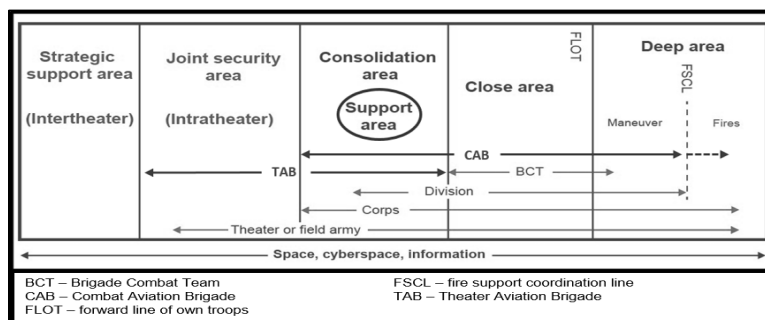 Strategic
support area
(Intertheater)
Joint security
area
(Intratheater)
Consolidation
area
Support
area
Close area
FLOT
Deep area
FSCL
Maneuver
Fires
CAB
TAB
BCT
Division
Corps
Theater or field army
Space, cyberspace, information
BCT – Brigade Combat Team
CAB – Combat Aviation Brigade
FLOT – forward line of own troops
FSCL – fire support coordination line
TAB – Theater Aviation Brigade